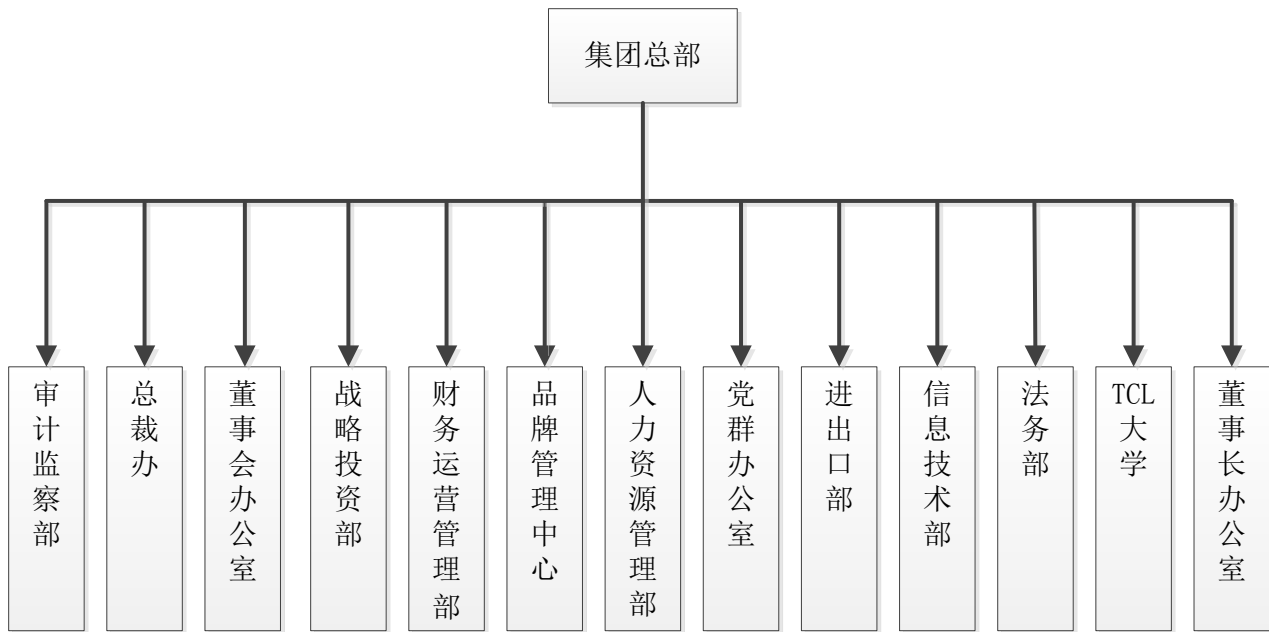 集团总部
审计监察部
总裁办
董事会办公室
战略投资部
财务运营管理部
品牌管理中心
人力资源管理部
党群办公室
进出口部
信息技术部
法务部
TCL大学
董事长办公室